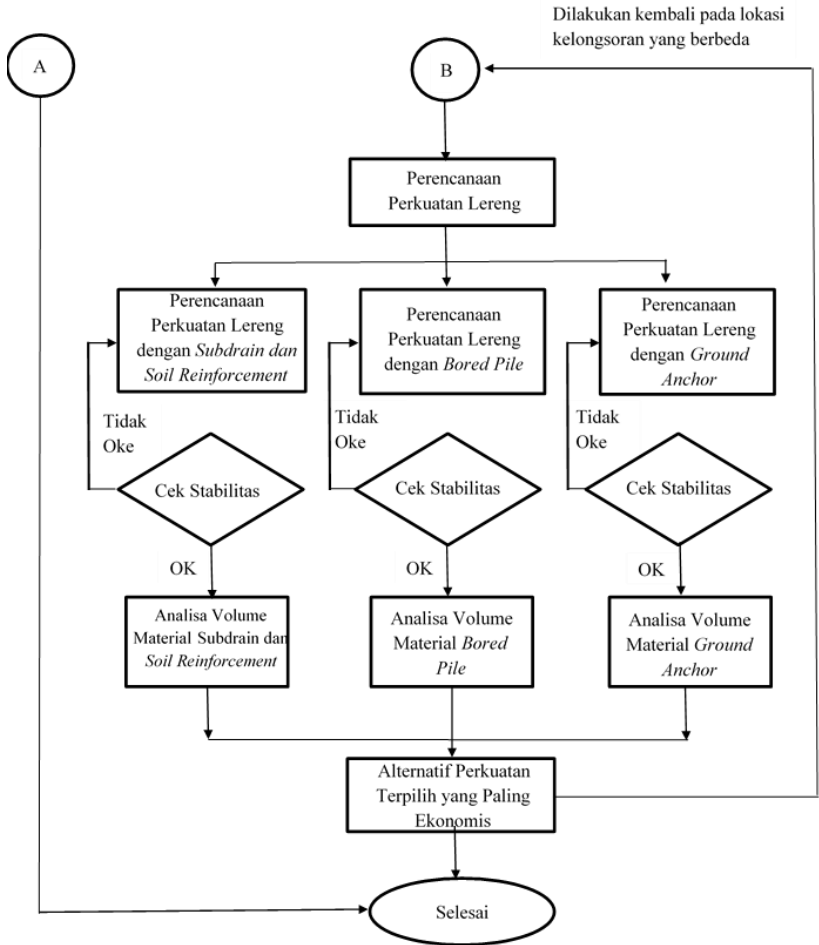 Dilakukan kembali pada lokasi
kelongsoran yang berbeda
A
B
Perencanaan
Perkuatan Lereng
Perencanaan
Perkuatan Lereng
dengan Subdrain dan
Soil Reinforcement
Perencanaan
Perkuatan Lereng
dengan Bored Pile
Perencanaan
Perkuatan Lereng
dengan Ground
Anchor
Tidak
Oke
Tidak
Oke
Tidak
Oke
Cek Stabilitas
Cek Stabilitas
Cek Stabilitas
OK
OK
OK
Analisa Volume
Material Subdrain dan
Soil Reinforcement
Analisa Volume
Material Bored
Pile
Analisa Volume
Material Ground
Anchor
Alternatif Perkuatan
Terpilih yang Paling
Ekonomis
Selesai